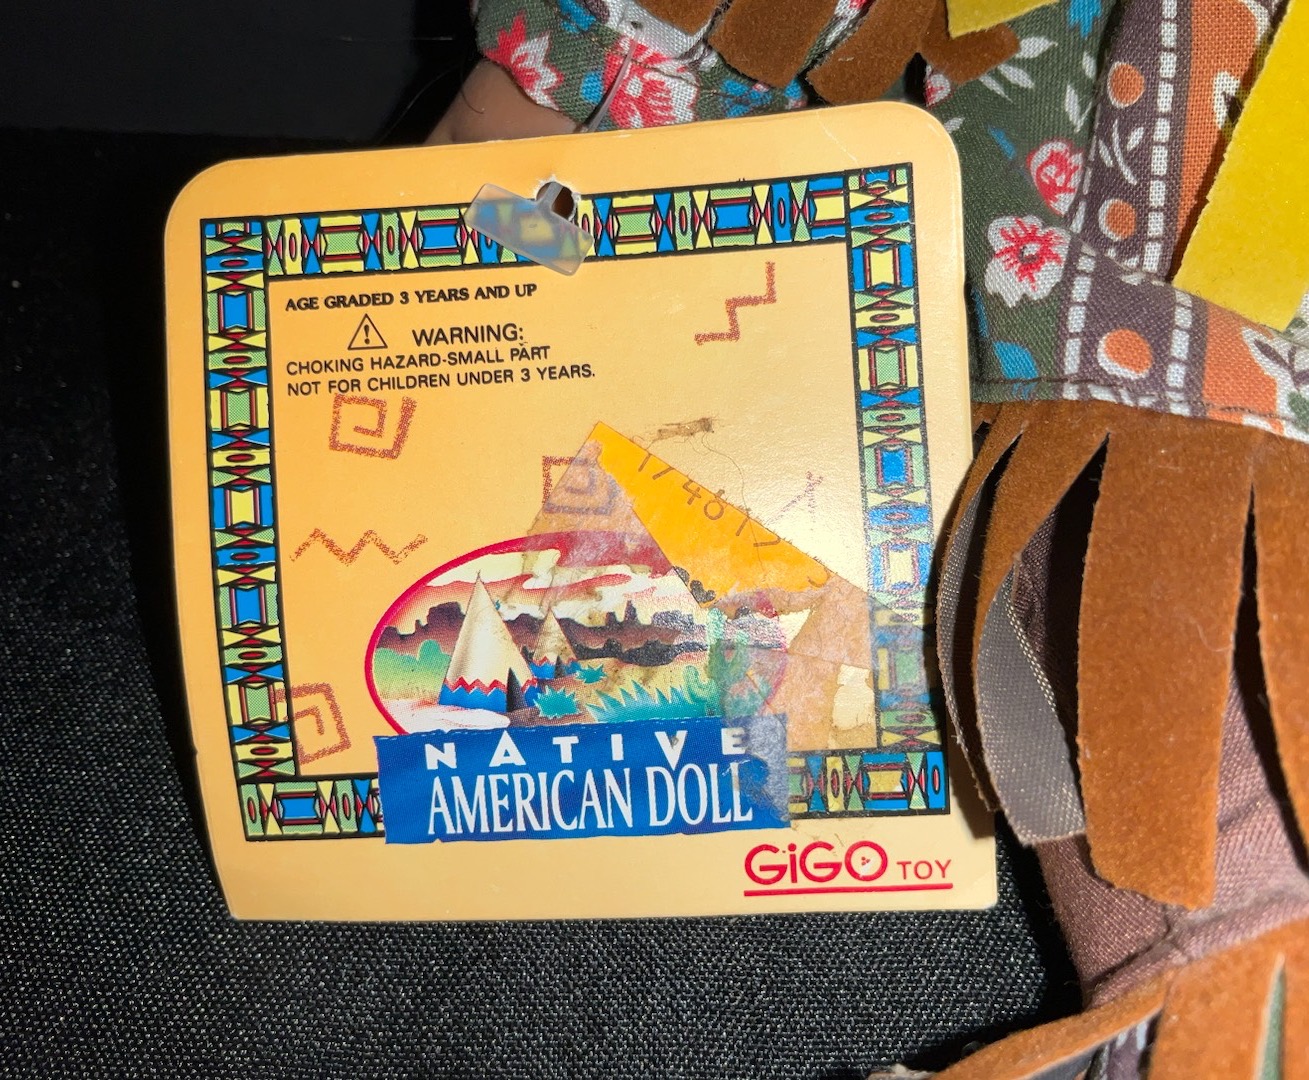 AGE GRADED 3 YEARS AND UP
WARNING:
CHOKING HAZARD-SMALL PART
NOT FOR CHILDREN UNDER 3 YEARS.
NATIVE
AMERICAN DOLL
GiGO TOY